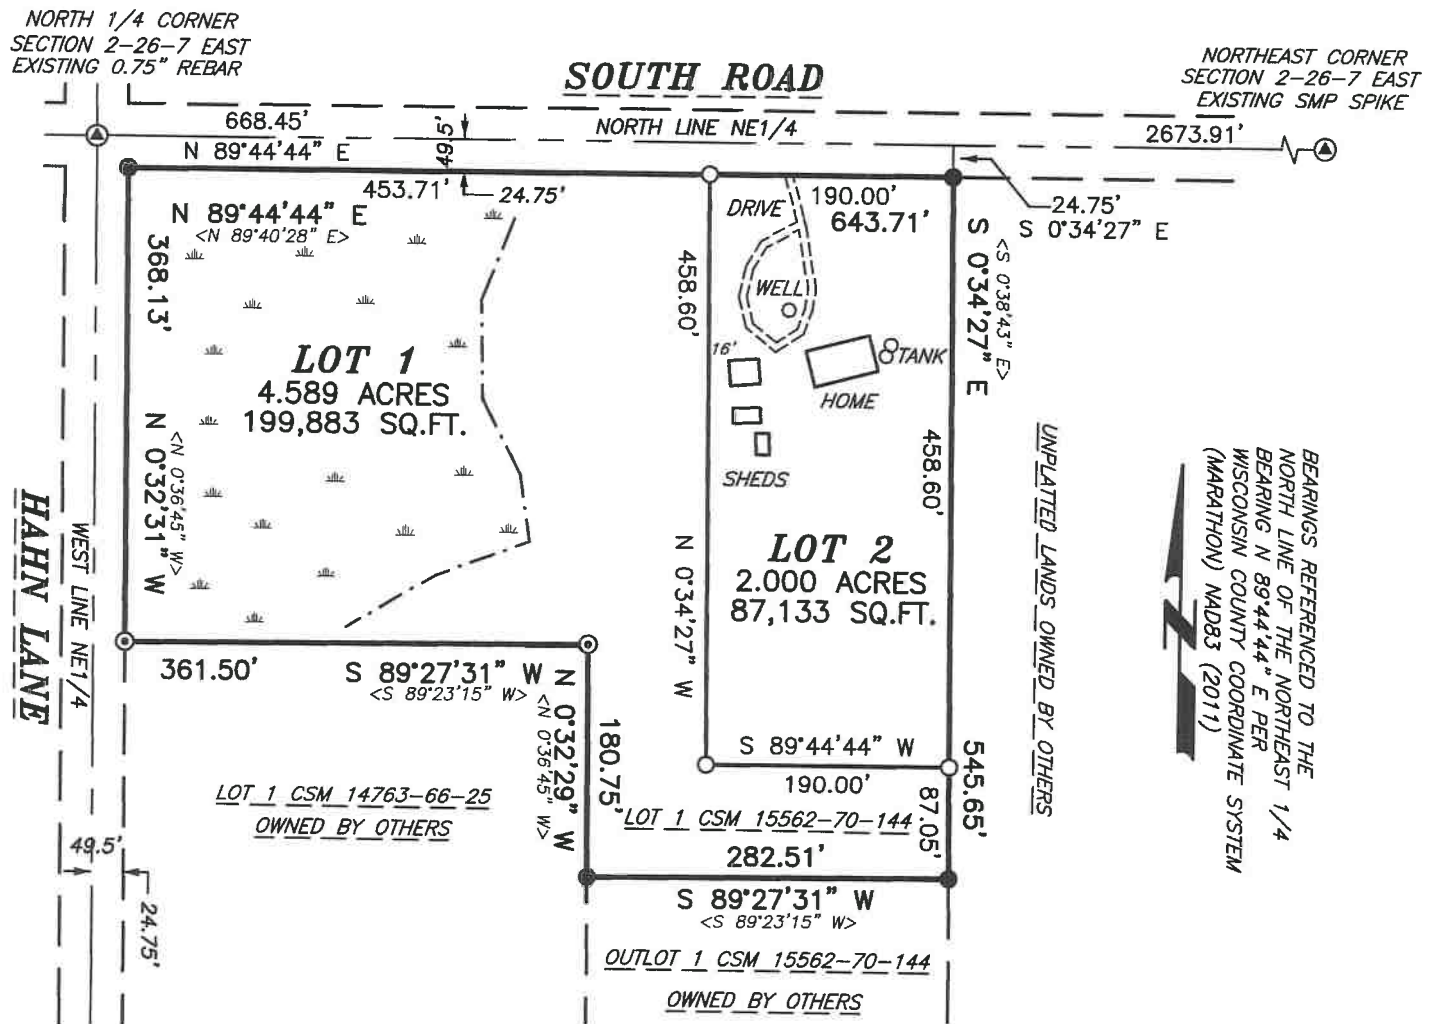 NORTH 1/4 CORNER
SECTION 2-26-7 EAST
EXISTING 0.75" REBAR
SOUTH ROAD
NORTHEAST CORNER
SECTION 2-26-7 EAST
EXISTING SMP SPIKE
668.45'
49.5'
NORTH LINE NE1/4
2673.91'
N 89°44'44" E
453.71'
24.75'
190.00'
643.71'
24.75'
S 0°34'27" E
N 89°44'44" E
<N 89°40'28" E>
368.13'
N 0°32'31" W
<N 0°36'45" W>
LOT 1
4.589 ACRES
199,883 SQ.FT.
DRIVE
WELL
16'
TANK
HOME
SHEDS
458.60'
N 0°34'27" W
LOT 2
2.000 ACRES
87,133 SQ.FT.
S 0°34'27" E
<S 0°38'43" E>
458.60'
545.65'
87.05'
UNPLATTED LANDS OWNED BY OTHERS
BEARINGS REFERENCED TO THE
NORTH LINE OF THE NORTHEAST 1/4
BEARING N 89°44'44" E PER
WISCONSIN COUNTY COORDINATE SYSTEM
(MARATHON) NAD83 (2011)
N
HAHN LANE
WEST LINE NE1/4
361.50'
S 89°27'31" W
<S 89°23'15" W>
N 0°32'29" W
<N 0°36'45" W>
180.75'
S 89°44'44" W
190.00'
LOT 1 CSM 14763-66-25
OWNED BY OTHERS
LOT 1 CSM 15562-70-144
282.51'
S 89°27'31" W
<S 89°23'15" W>
49.5'
24.75'
OUTLOT 1 CSM 15562-70-144
OWNED BY OTHERS